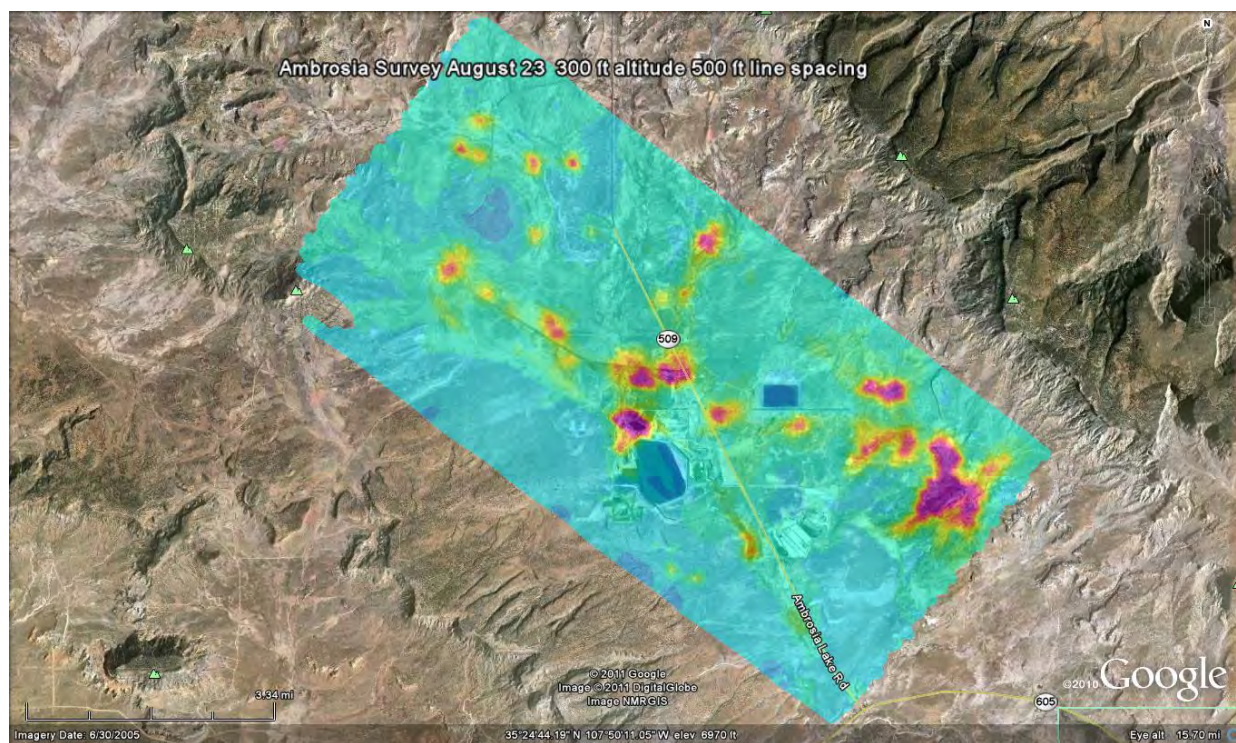 N
Ambrosia Survey August 23 300 ft altitude 500 ft line spacing
509
Ambrosia Lake Rd
3.34 mi
© 2011 Google
Image © 2011 DigitalGlobe
Image NMRGIS
©2010 Google
605
Imagery Date: 6/30/2005
35°24'44.19" N 107°50'11.05" W elev 6970 ft
Eye alt 15.70 mi